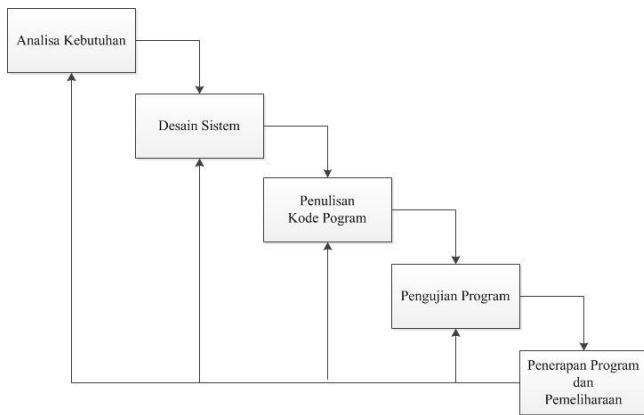 Analisa Kebutuhan
Desain Sistem
Penulisan
Kode Pogram
Pengujian Program
Penerapan Program
dan
Pemeliharaan